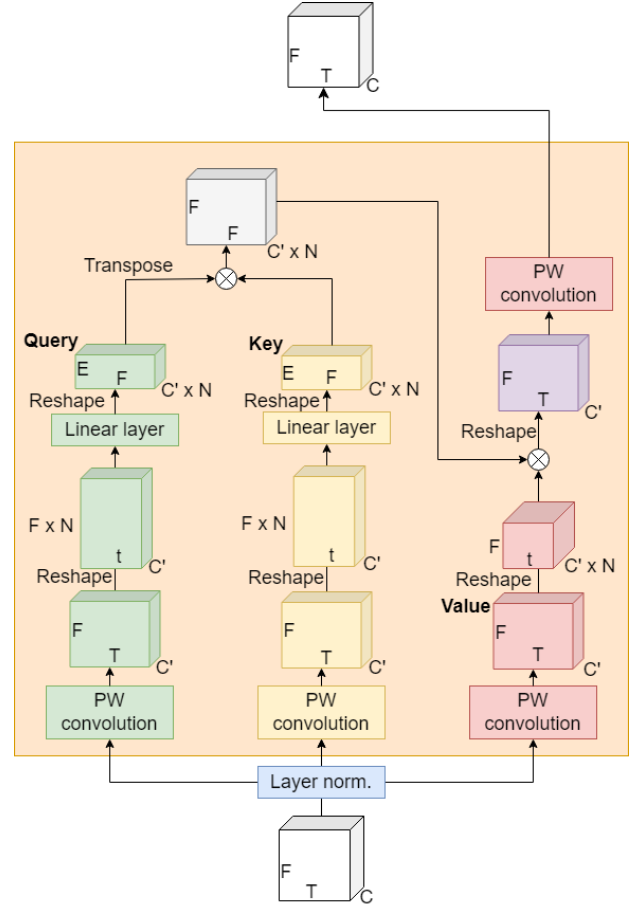 F
T
C
F
F
C' x N
Transpose
PW
convolution
Query
Key
E
F
C' x N
E
F
C' x N
F
T
C'
Reshape
Reshape
Reshape
Linear layer
Linear layer
F x N
t
C'
F x N
t
C'
F
t
C' x N
Reshape
Reshape
Reshape
Value
F
T
C'
F
T
C'
F
T
C'
PW
convolution
PW
convolution
PW
convolution
Layer norm.
F
T
C